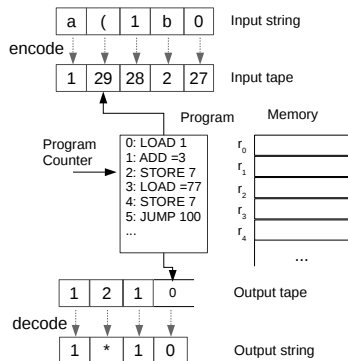 a ( 1 b 0 Input string
encode
1 29 28 2 27 Input tape
Program Memory
Program
Counter
0: LOAD 1
1: ADD =3
2: STORE 7
3: LOAD =77
4: STORE 7
5: JUMP 100
...
r0
r1
r2
r3
r4
...
1 2 1 0 Output tape
decode
1 * 1 0 Output string